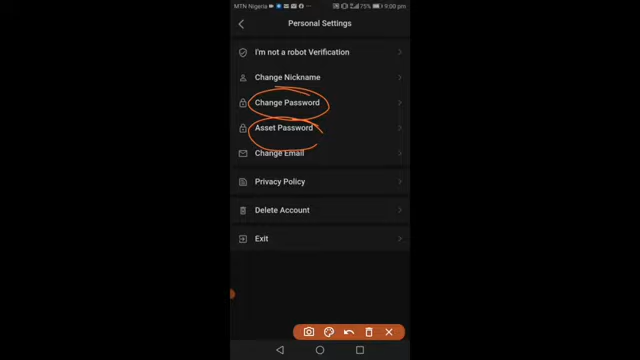 MTN Nigeria 75% 9:00 pm
Personal Settings
I'm not a robot Verification
Change Nickname
Change Password
Asset Password
Change Email
Privacy Policy
Delete Account
Exit